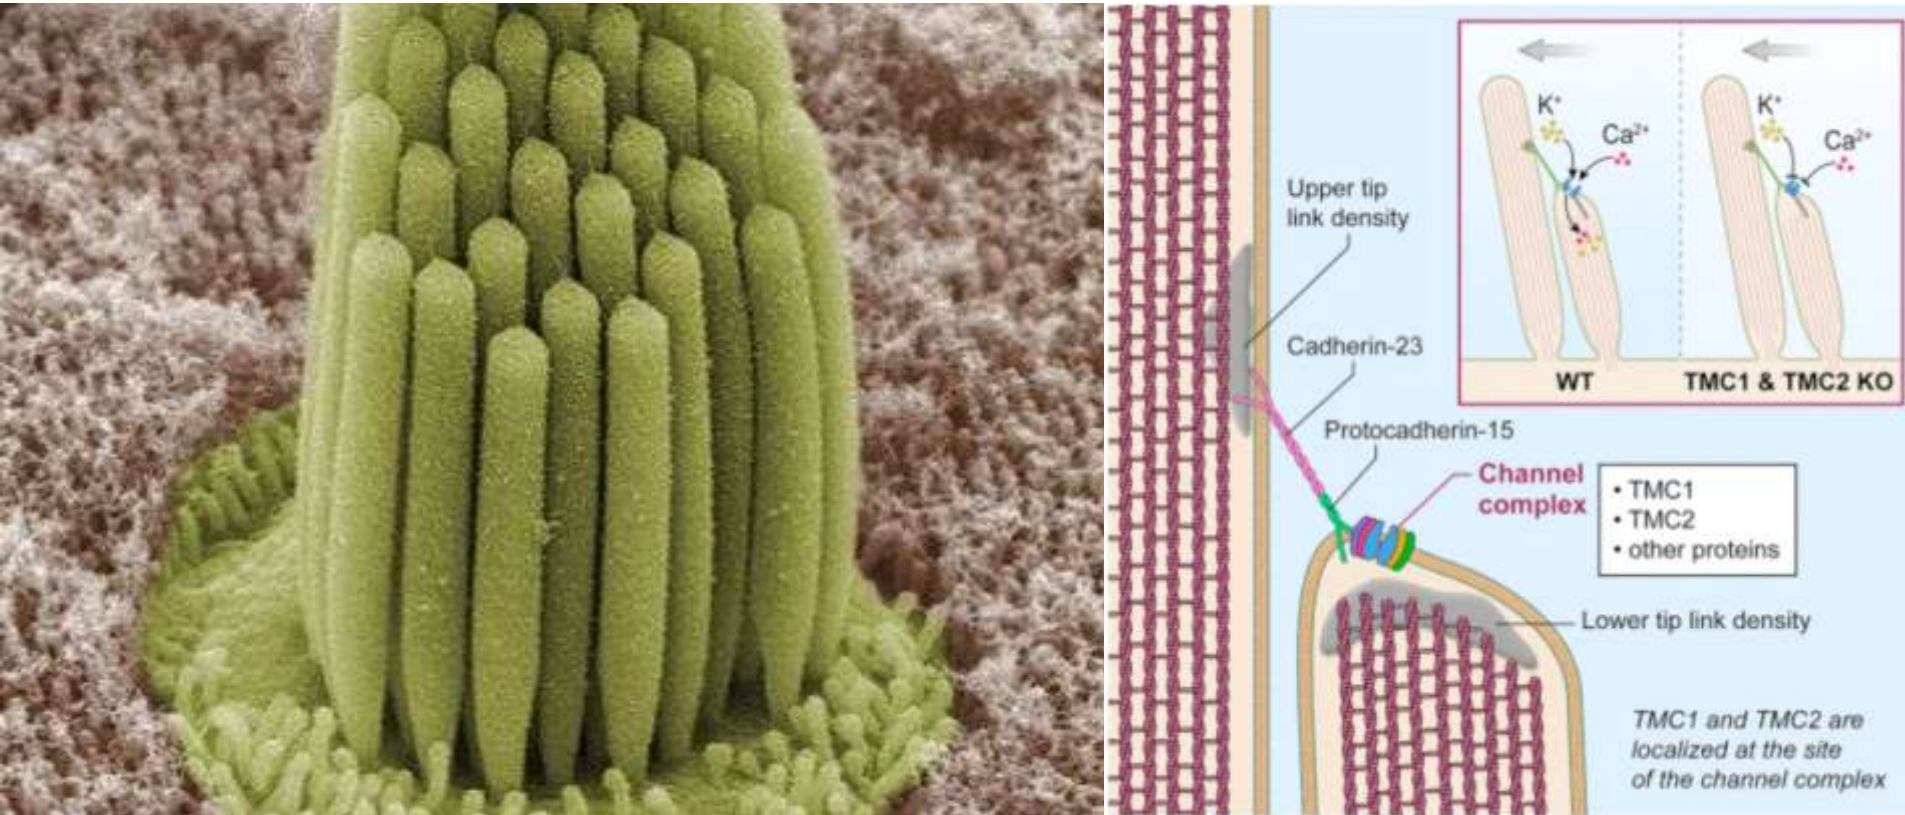 K⁺
Ca²⁺
K⁺
Ca²⁺
WT
TMC1 & TMC2 KO
Upper tip
link density
Cadherin-23
Protocadherin-15
Channel
complex
• TMC1
• TMC2
• other proteins
Lower tip link density
TMC1 and TMC2 are
localized at the site
of the channel complex